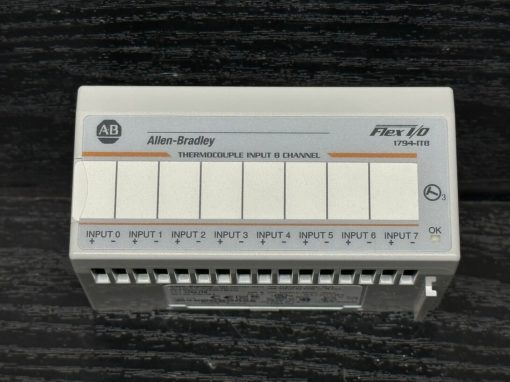 AB
Allen-Bradley
Flex I/O
1794-IT8
THERMOCOUPLE INPUT 8 CHANNEL
3
INPUT 0 INPUT 1 INPUT 2 INPUT 3 INPUT 4 INPUT 5 INPUT 6 INPUT 7 OK
+ - + - + - + - + - + - + - + -